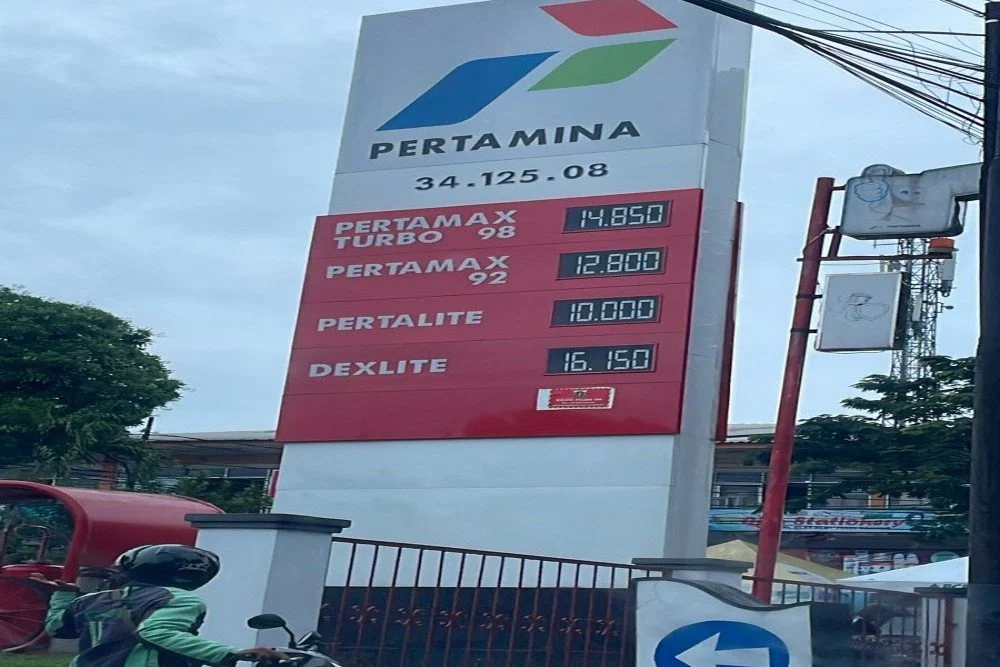 PERTAMINA
34.125.08
PERTAMAX
TURBO 98
14.850
PERTAMAX
92
12.800
PERTALITE
10.000
DEXLITE
16.150
Stationery